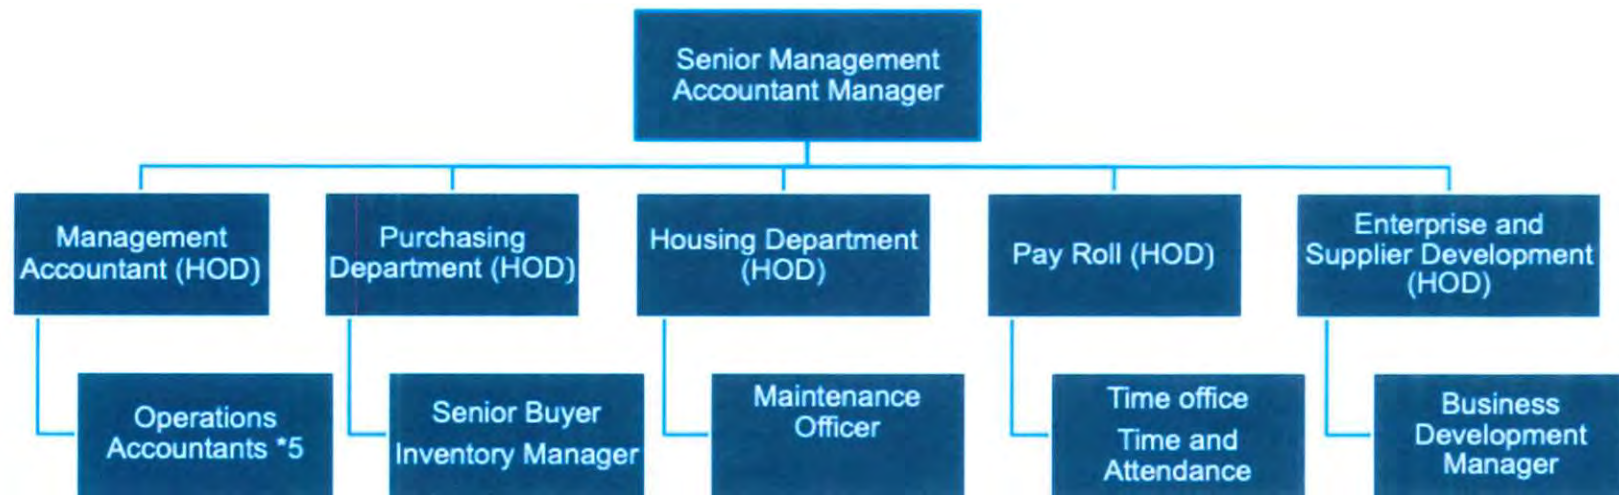 Senior Management
Accountant Manager
Management
Accountant (HOD)
Purchasing
Department (HOD)
Housing Department
(HOD)
Pay Roll (HOD)
Enterprise and
Supplier Development
(HOD)
Operations
Accountants *5
Senior Buyer
Inventory Manager
Maintenance
Officer
Time office
Time and
Attendance
Business
Development
Manager